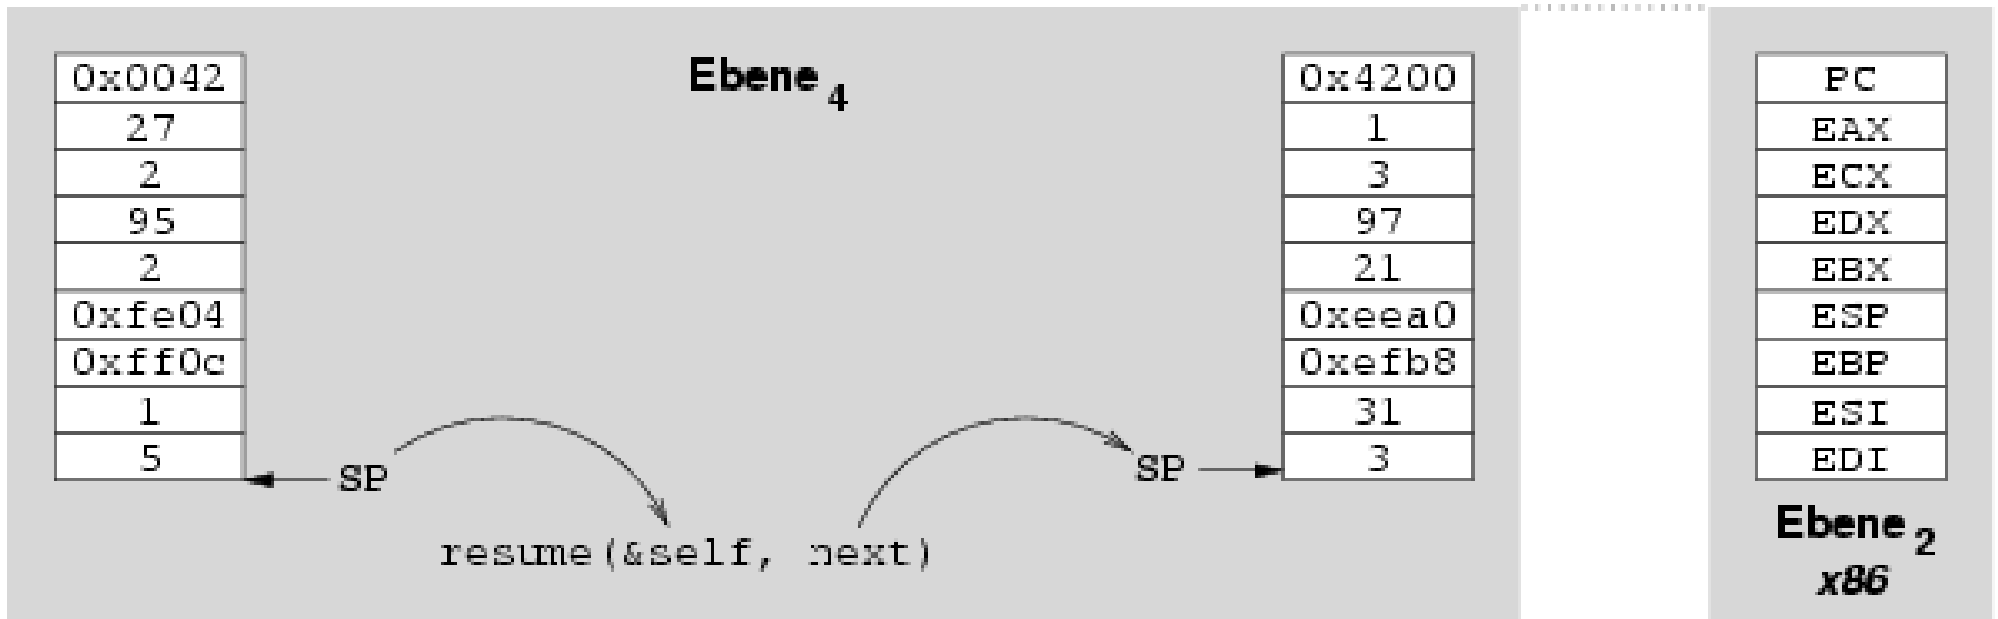 0x0042
27
2
95
2
0xfe04
0xff0c
1
5
Ebene 4
SP
SP
resume(&self, next)
0x4200
1
3
97
21
0xeea0
0xefb8
31
3
PC
EAX
ECX
EDX
EBX
ESP
EBP
ESI
EDI
Ebene 2
x86